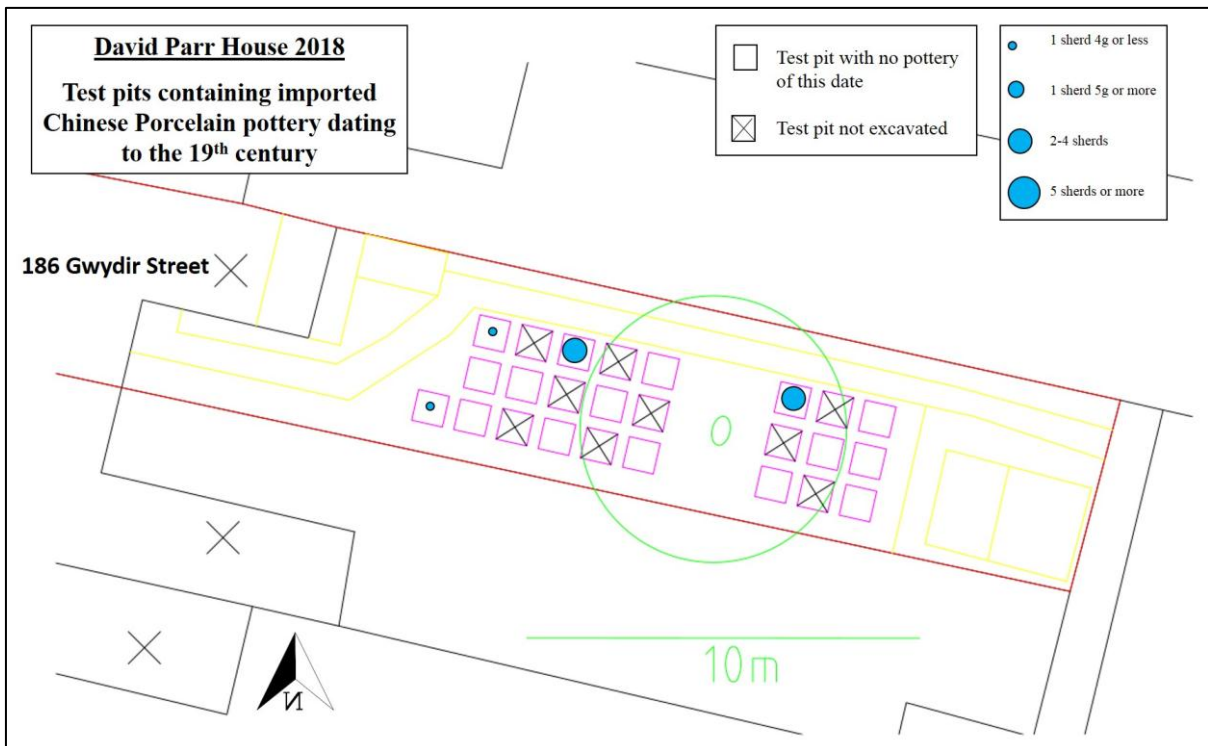 David Parr House 2018
Test pits containing imported
Chinese Porcelain pottery dating
to the 19th century
Test pit with no pottery
of this date
Test pit not excavated
1 sherd 4g or less
1 sherd 5g or more
2-4 sherds
5 sherds or more
186 Gwydir Street
0
10m
N